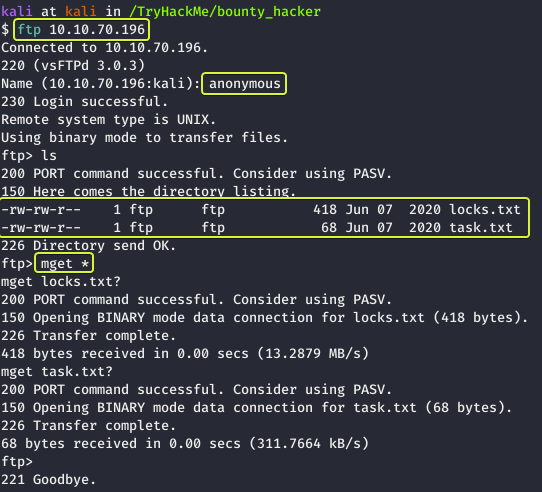 kali at kali in /TryHackMe/bounty_hacker
$ ftp 10.10.70.196
Connected to 10.10.70.196.
220 (vsFTPd 3.0.3)
Name (10.10.70.196:kali): anonymous
230 Login successful.
Remote system type is UNIX.
Using binary mode to transfer files.
ftp> ls
200 PORT command successful. Consider using PASV.
150 Here comes the directory listing.
-rw-rw-r--    1 ftp      ftp           418 Jun 07  2020 locks.txt
-rw-rw-r--    1 ftp      ftp            68 Jun 07  2020 task.txt
226 Directory send OK.
ftp> mget *
mget locks.txt?
200 PORT command successful. Consider using PASV.
150 Opening BINARY mode data connection for locks.txt (418 bytes).
226 Transfer complete.
418 bytes received in 0.00 secs (13.2879 MB/s)
mget task.txt?
200 PORT command successful. Consider using PASV.
150 Opening BINARY mode data connection for task.txt (68 bytes).
226 Transfer complete.
68 bytes received in 0.00 secs (311.7664 kB/s)
ftp>
221 Goodbye.